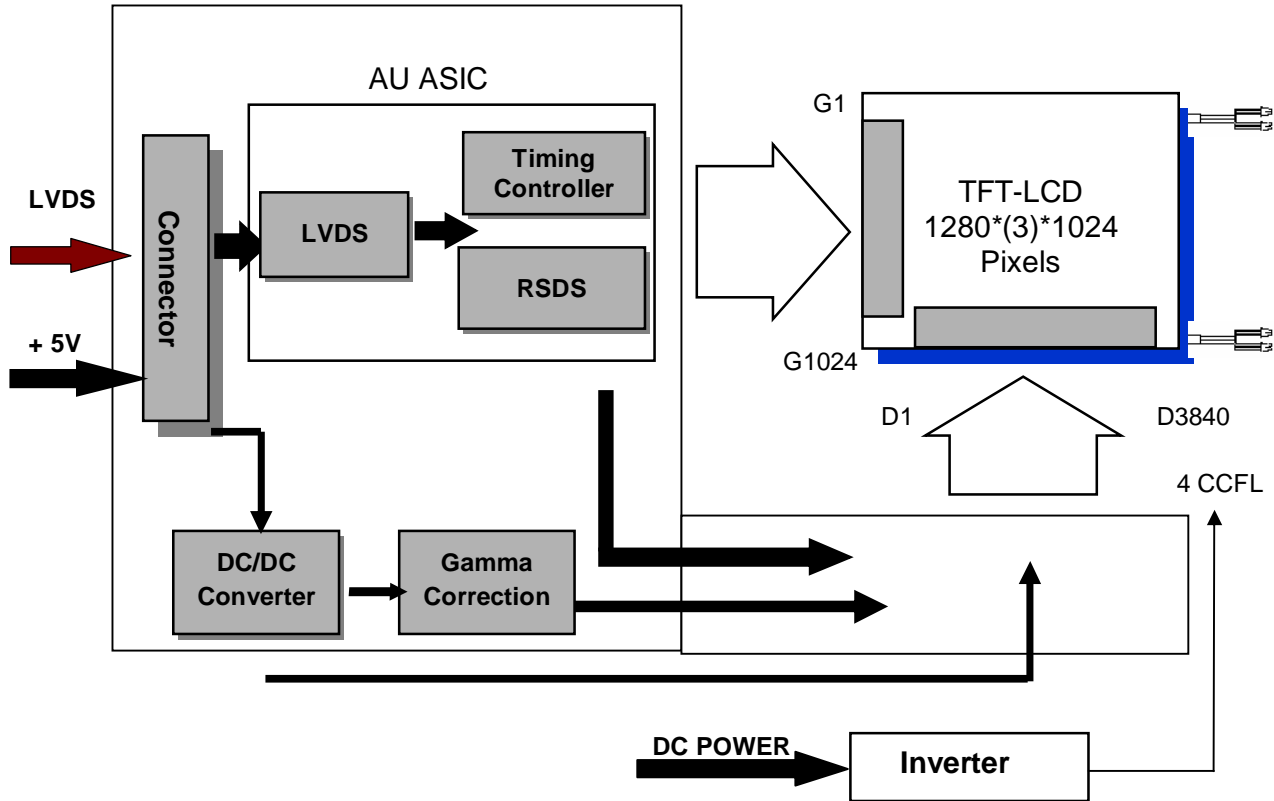 AU ASIC
LVDS
+ 5V
Connector
LVDS
Timing
Controller
RSDS
DC/DC
Converter
Gamma
Correction
G1
TFT-LCD
1280*(3)*1024
Pixels
G1024
D1
D3840
4 CCFL
DC POWER
Inverter